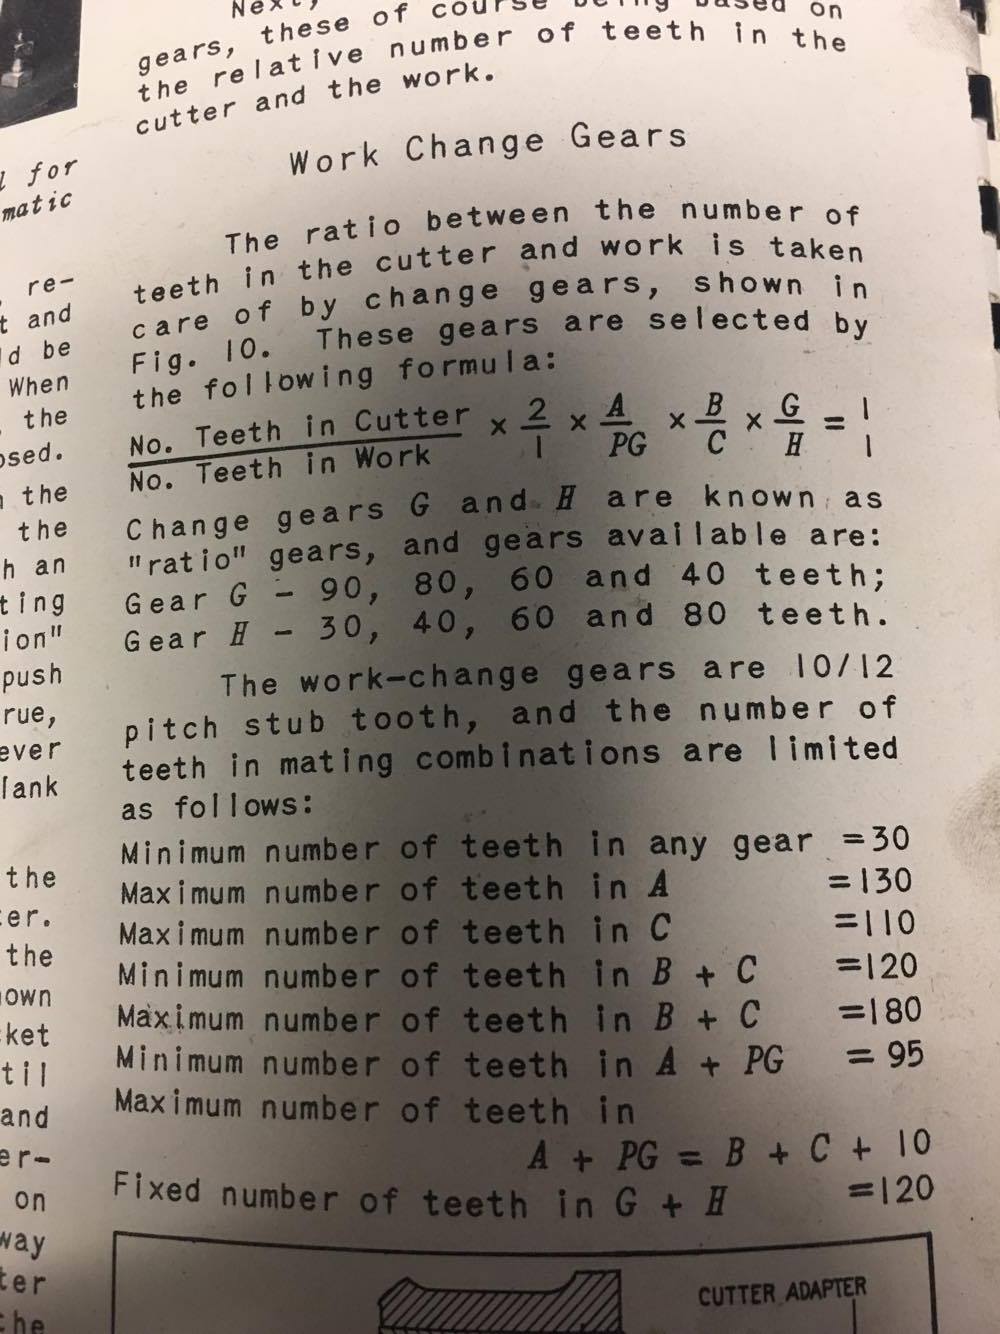 Next,
gears, these of course being based on
the relative number of teeth in the
cutter and the work.
Work Change Gears
The ratio between the number of
teeth in the cutter and work is taken
care of by change gears, shown in
Fig. 10. These gears are selected by
the following formula:
No. Teeth in Cutter / No. Teeth in Work × 2/1 × A/PG × B/C × G/H = 1/1
Change gears G and H are known as
"ratio" gears, and gears available are:
Gear G – 90, 80, 60 and 40 teeth;
Gear H – 30, 40, 60 and 80 teeth.
The work-change gears are 10/12
pitch stub tooth, and the number of
teeth in mating combinations are limited
as follows:
Minimum number of teeth in any gear =30
Maximum number of teeth in A =130
Maximum number of teeth in C =110
Minimum number of teeth in B + C =120
Maximum number of teeth in B + C =180
Minimum number of teeth in A + PG = 95
Maximum number of teeth in
A + PG = B + C + 10
Fixed number of teeth in G + H =120
CUTTER ADAPTER
for
matic
re-
and
be
When
the
the
the
an
ion"
push
rue,
ever
the
the
til
and
on
way